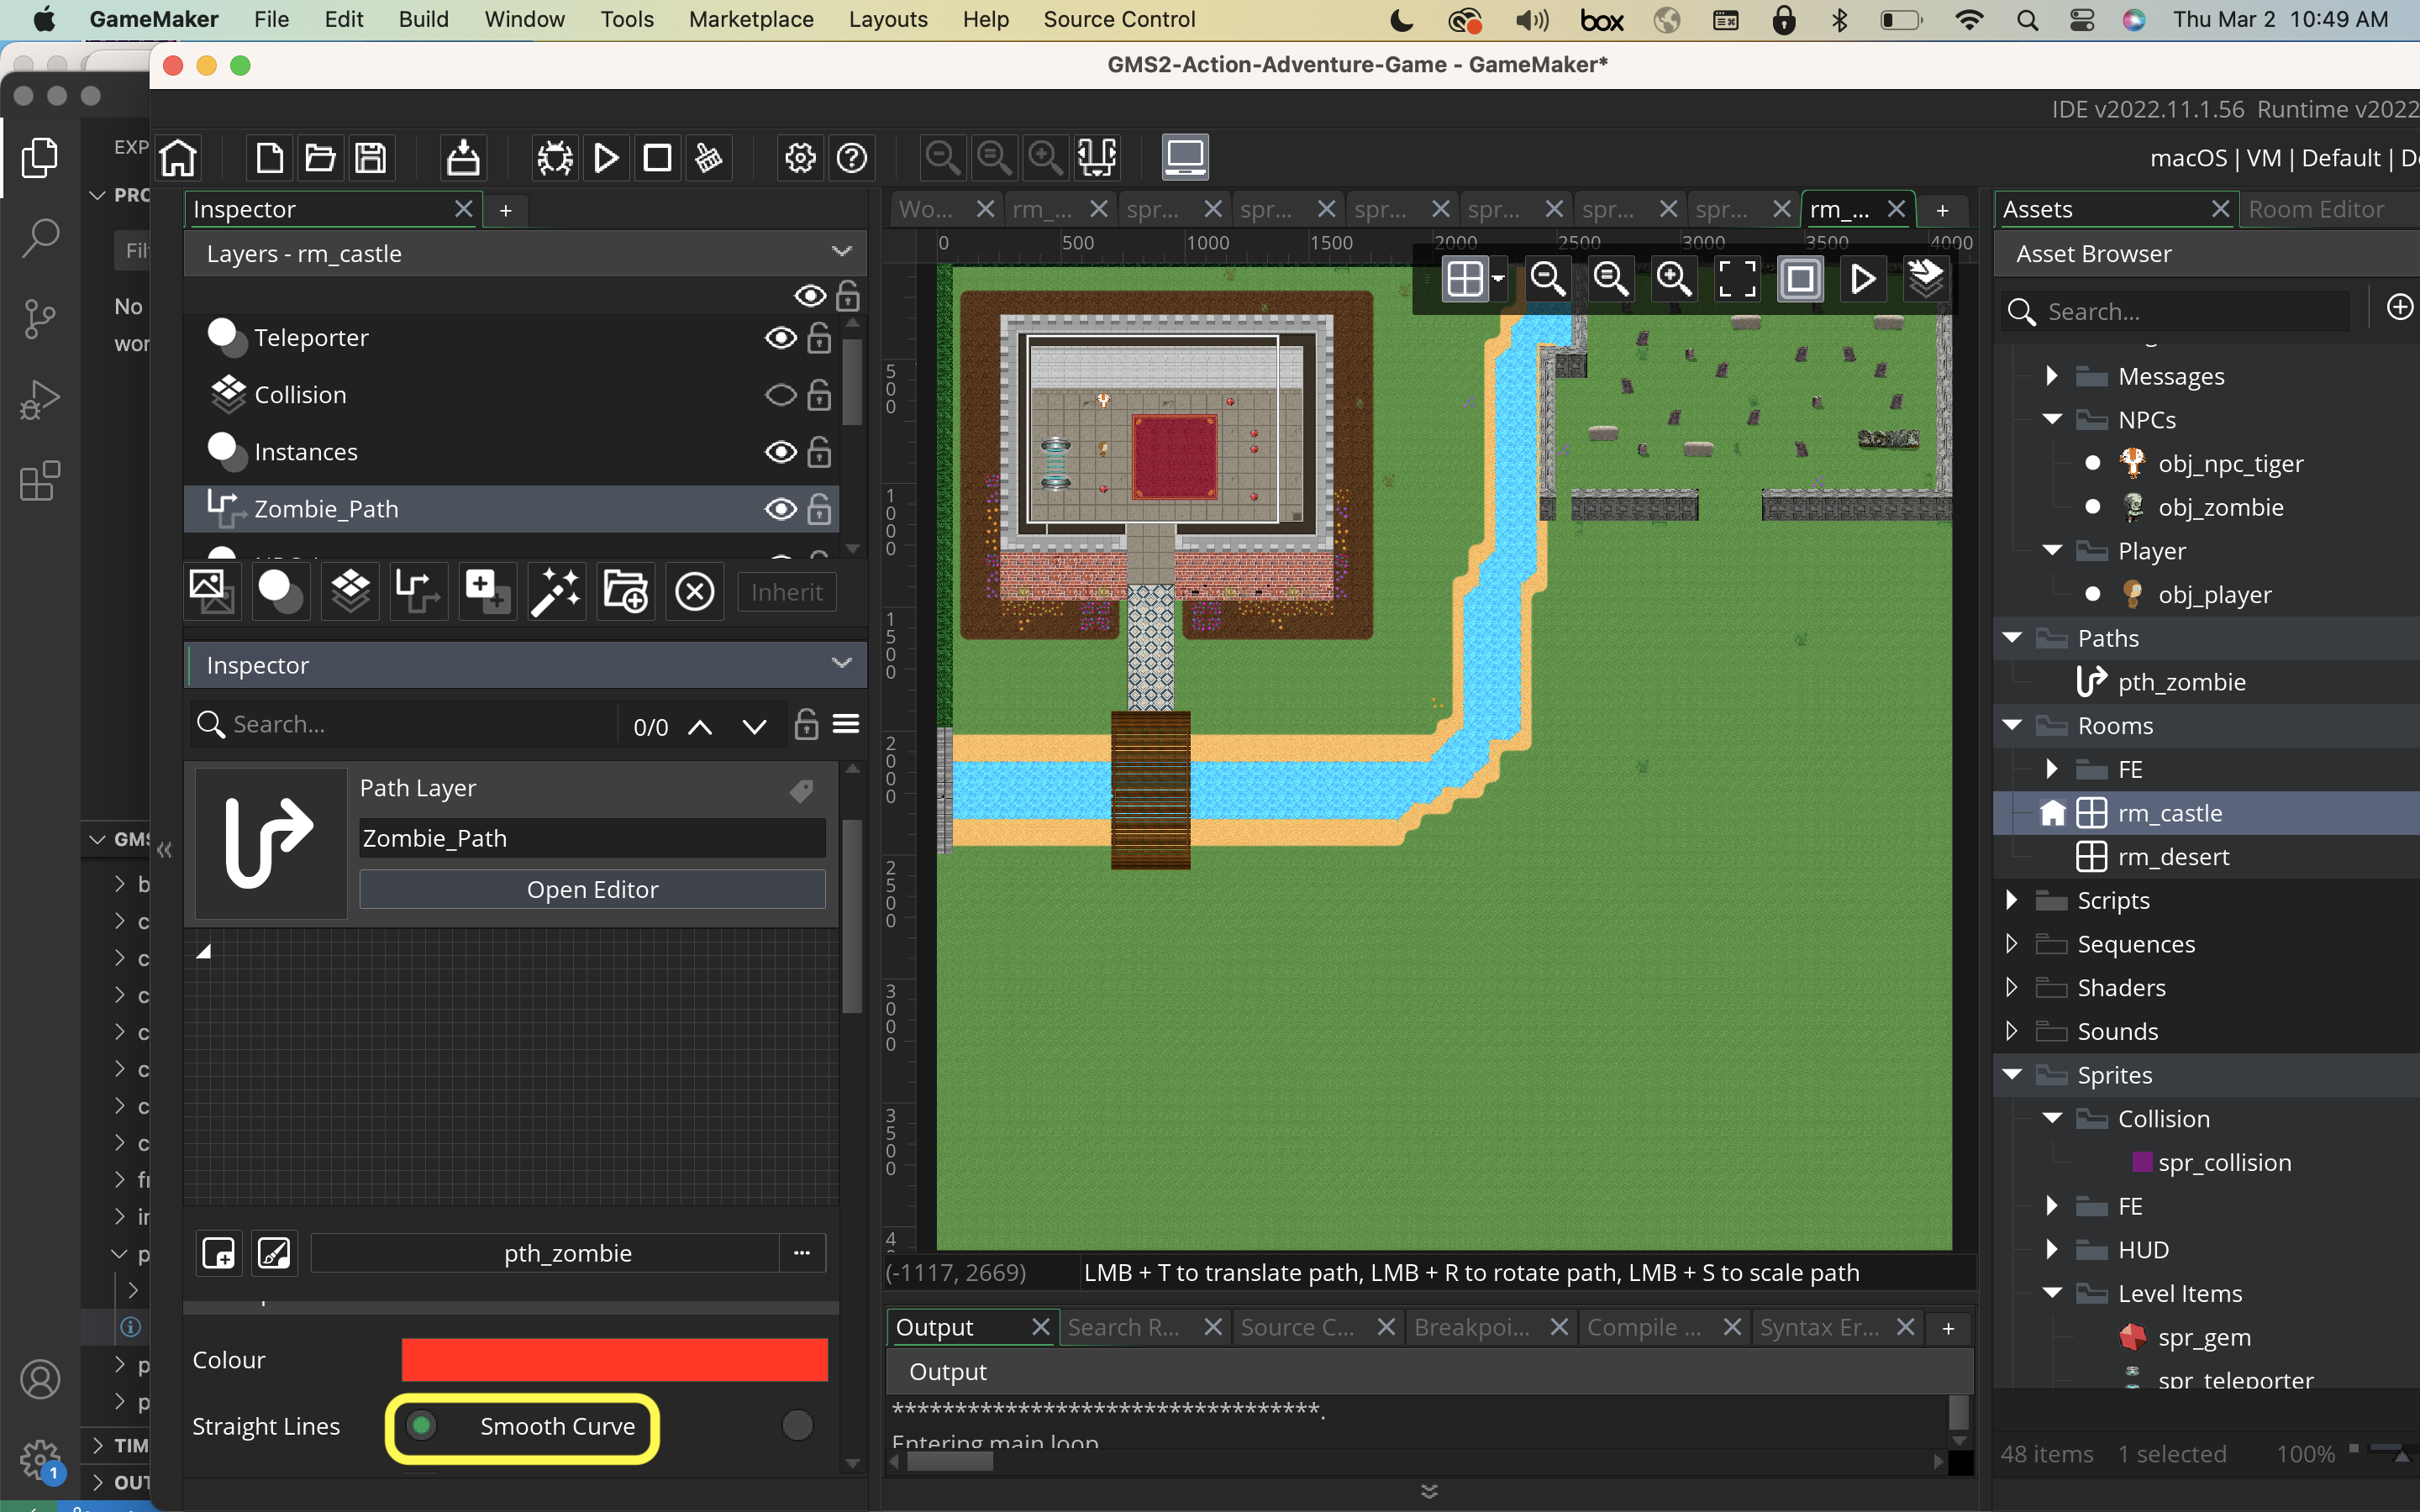 GameMaker File Edit Build Window Tools Marketplace Layouts Help Source Control box Thu Mar 2 10:49 AM
GMS2-Action-Adventure-Game - GameMaker*
IDE v2022.11.1.56 Runtime v2022
macOS | VM | Default |
EXP
PRO
Fil
No
wor
GMS
TIM
OUT
1
Inspector
+
Layers - rm_castle
Teleporter
Collision
Instances
Zombie_Path
Inherit
Inspector
Search... 0/0
Path Layer
Zombie_Path
Open Editor
pth_zombie ...
Colour
Straight Lines Smooth Curve
Wo... rm_... spr... spr... spr... spr... spr... spr... rm_... +
0 500 1000 1500 2000 2500 3000 3500 4000
500
1000
1500
2000
2500
3000
3500
4
(-1117, 2669) LMB + T to translate path, LMB + R to rotate path, LMB + S to scale path
Output Search R... Source C... Breakpoi... Compile ... Syntax Er... +
Output
Entering main loop.
Assets Room Editor
Asset Browser
Search...
Messages
NPCs
obj_npc_tiger
obj_zombie
Player
obj_player
Paths
pth_zombie
Rooms
FE
rm_castle
rm_desert
Scripts
Sequences
Shaders
Sounds
Sprites
Collision
spr_collision
FE
HUD
Level Items
spr_gem
spr_teleporter
48 items 1 selected 100%